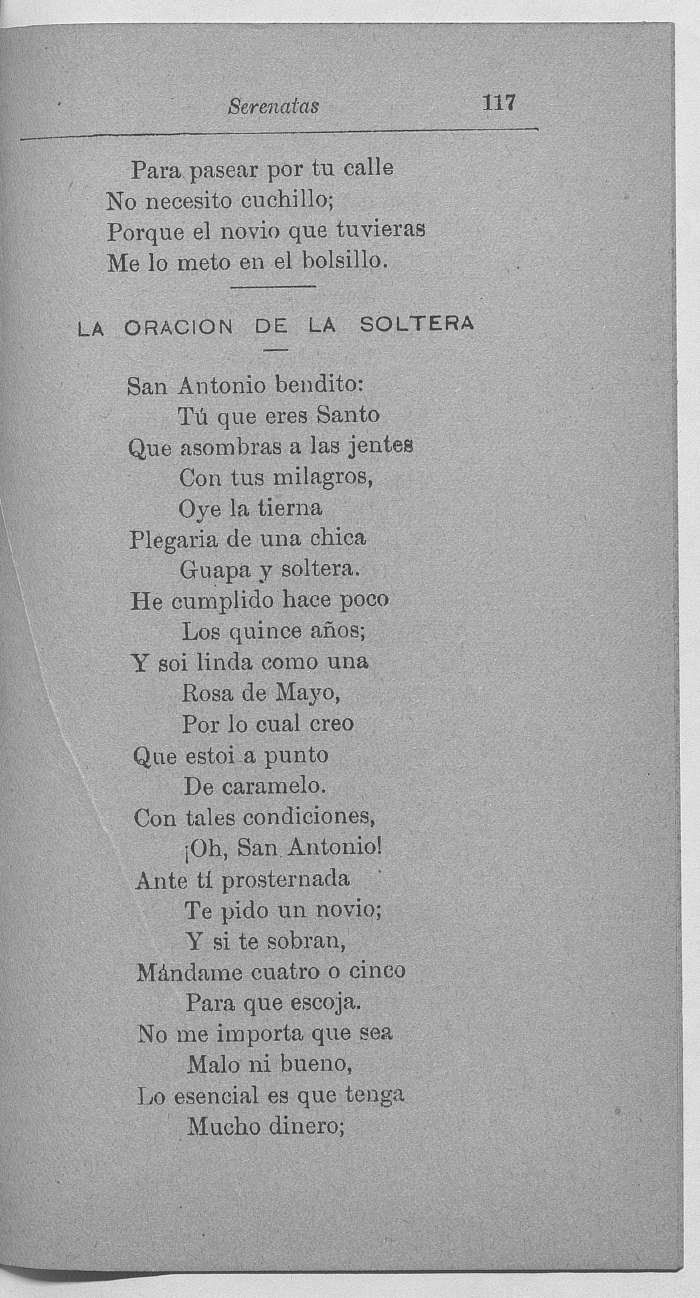 Serenatas 117
Para pasear por tu calle
No necesito cuchillo;
Porque el novio que tuvieras
Me lo meto en el bolsillo.
LA ORACION DE LA SOLTERA
San Antonio bendito:
Tú que eres Santo
Que asombras a las jentes
Con tus milagros,
Oye la tierna
Plegaria de una chica
Guapa y soltera.
He cumplido hace poco
Los quince años;
Y soi linda como una
Rosa de Mayo,
Por lo cual creo
Que estoi a punto
De caramelo.
Con tales condiciones,
¡Oh, San Antonio!
Ante tí prosternada
Te pido un novio;
Y si te sobran,
Mándame cuatro o cinco
Para que escoja.
No me importa que sea
Malo ni bueno,
Lo esencial es que tenga
Mucho dinero;